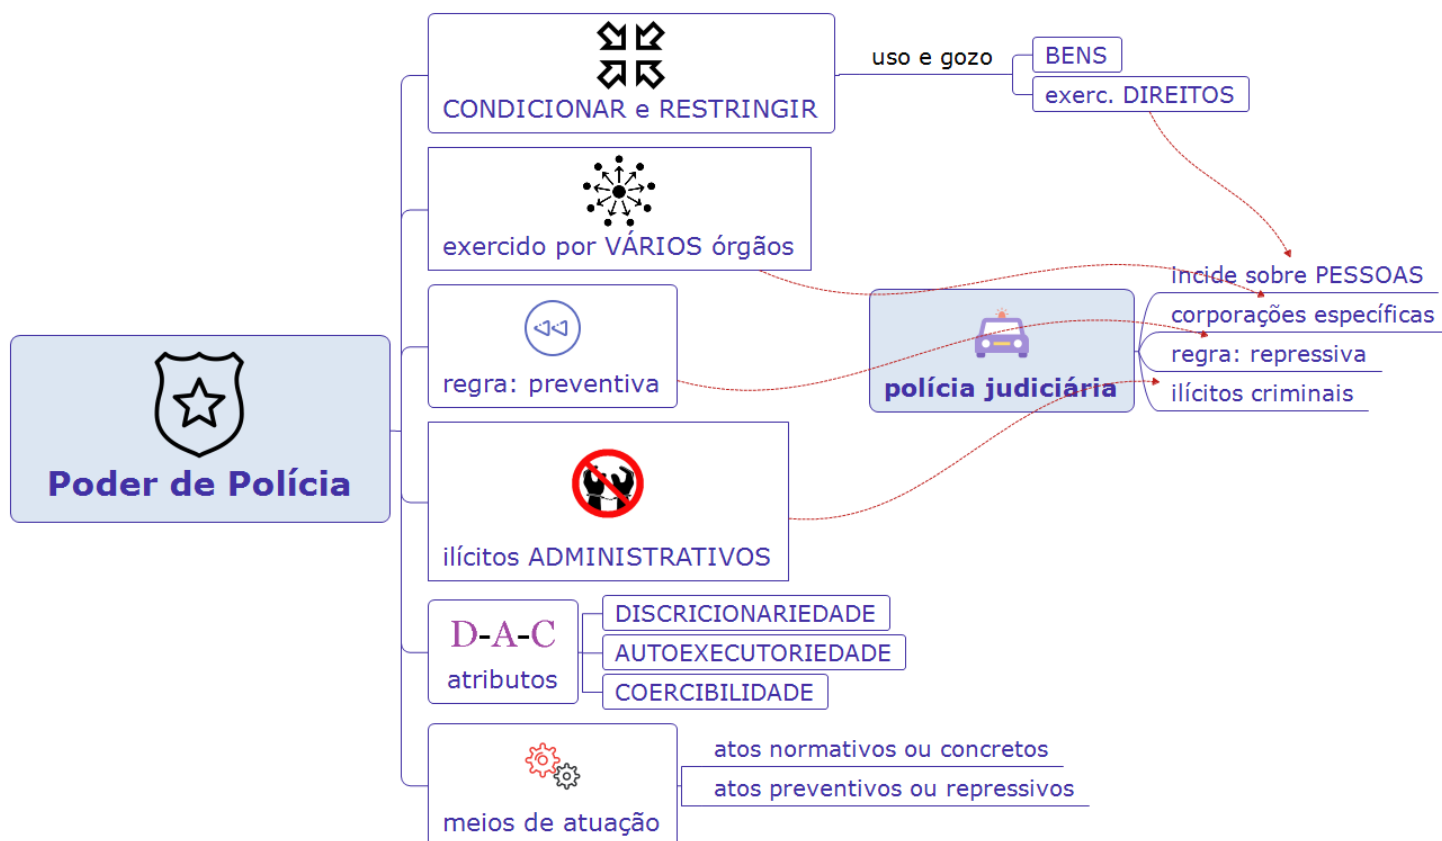 Poder de Polícia
CONDICIONAR e RESTRINGIR
uso e gozo
BENS
exerc. DIREITOS
exercido por VÁRIOS órgãos
regra: preventiva
ilícitos ADMINISTRATIVOS
D-A-C
atributos
DISCRICIONARIEDADE
AUTOEXECUTORIEDADE
COERCIBILIDADE
meios de atuação
atos normativos ou concretos
atos preventivos ou repressivos
polícia judiciária
incide sobre PESSOAS
corporações específicas
regra: repressiva
ilícitos criminais